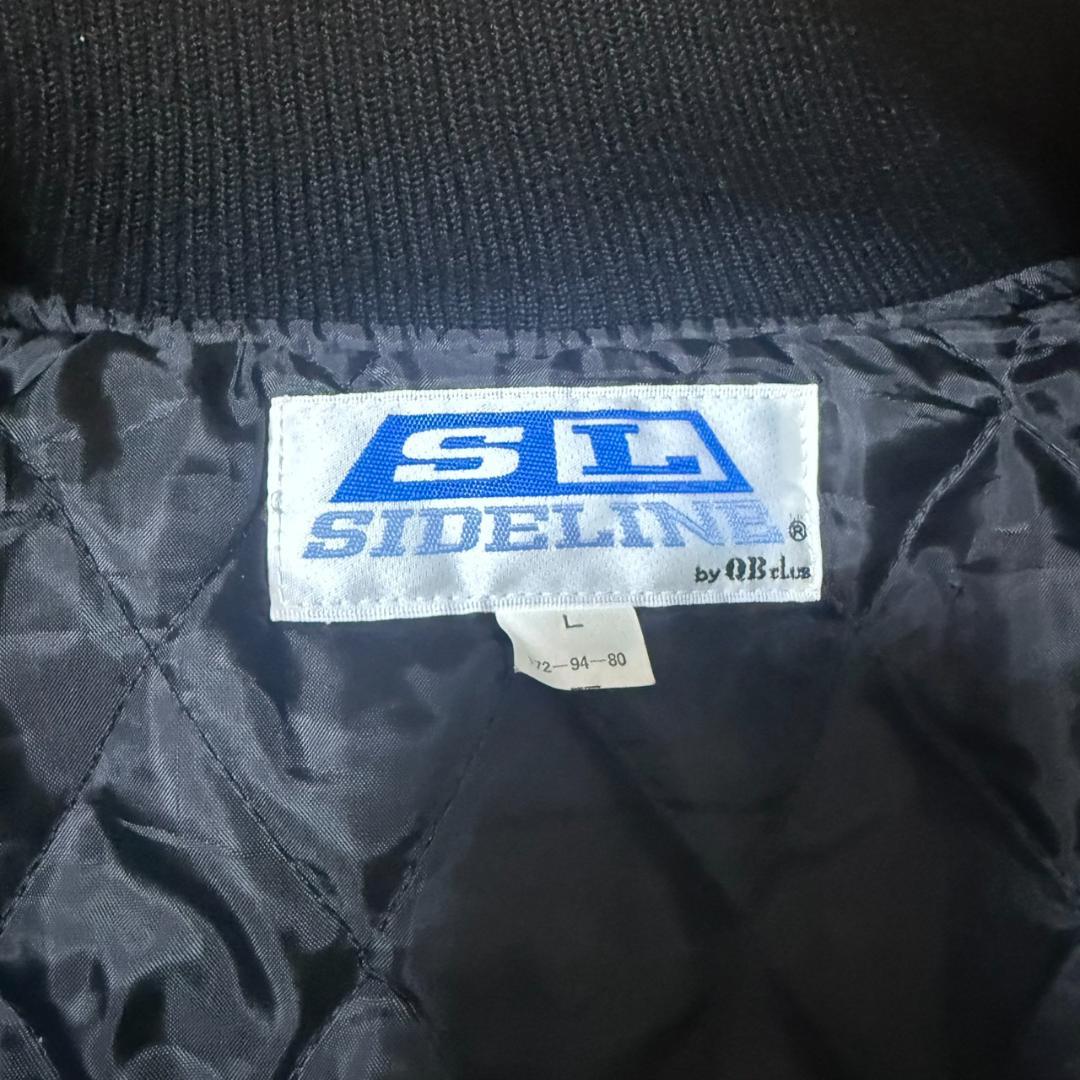 SL
SIDELINE®
by QB CLUB
L
72-94-80